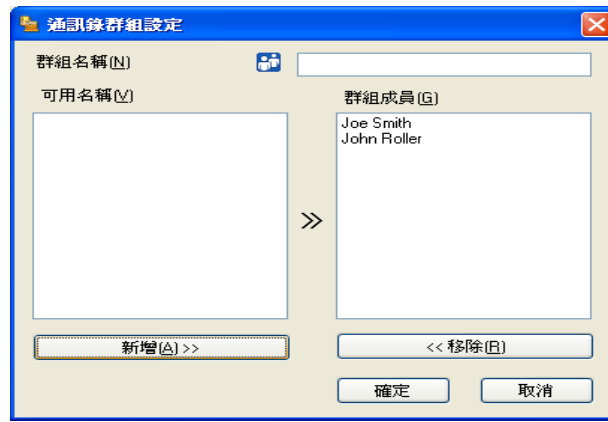 通訊錄群組設定
群組名稱(N)
可用名稱(V)
群組成員(G)
Joe Smith
John Roller
新增(A) >>
<< 移除(R)
確定
取消